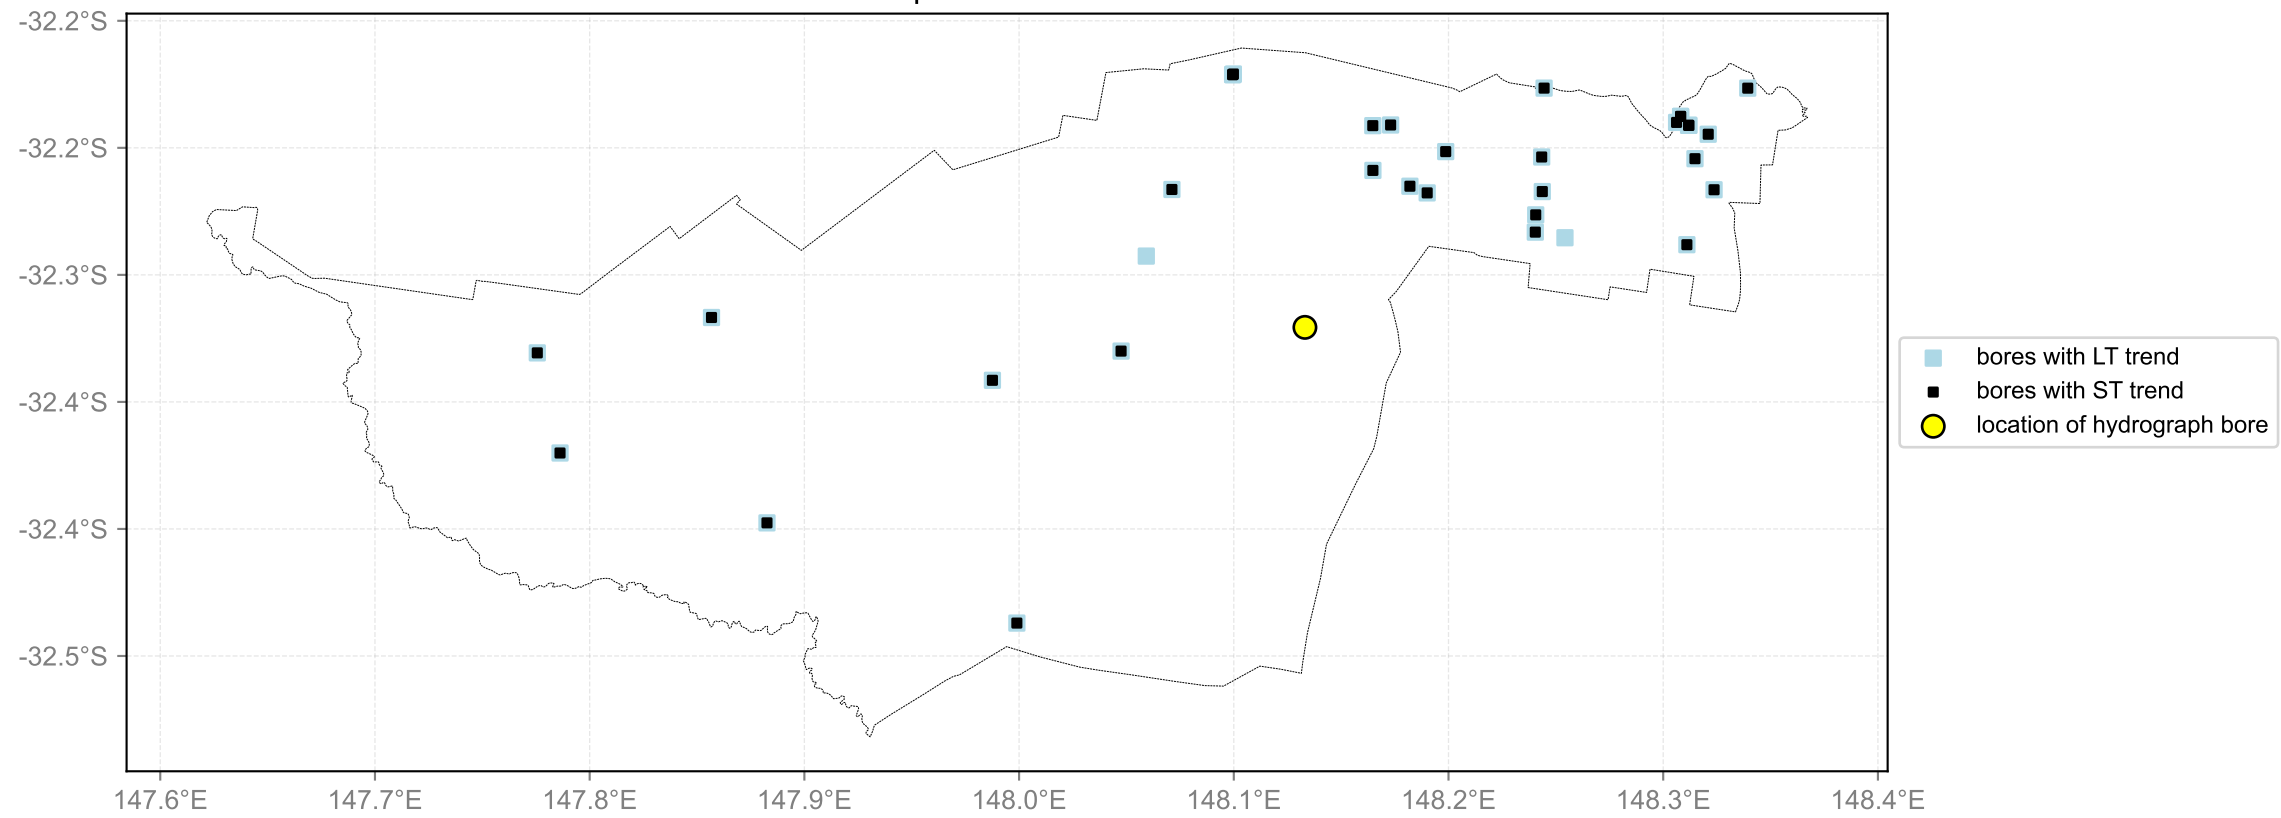 -32.2°S
-32.2°S
-32.3°S
-32.4°S
-32.4°S
-32.5°S
147.6°E 147.7°E 147.8°E 147.9°E 148.0°E 148.1°E 148.2°E 148.3°E 148.4°E
bores with LT trend
bores with ST trend
location of hydrograph bore